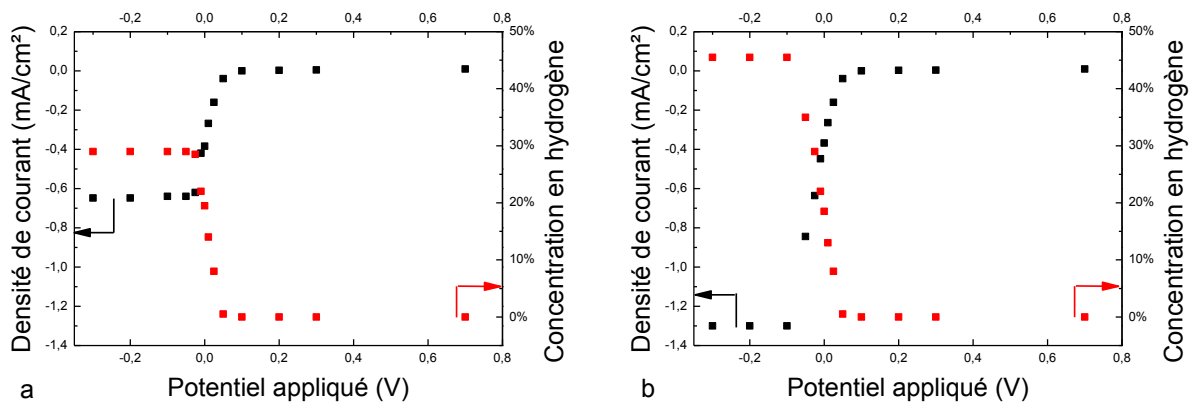 -0,2 0,0 0,2 0,4 0,6 0,8
0,2
0,0
-0,2
-0,4
-0,6
-0,8
-1,0
-1,2
-1,4
Densité de courant (mA/cm²)
50%
40%
30%
20%
10%
0%
Concentration en hydrogène
-0,2 0,0 0,2 0,4 0,6 0,8
Potentiel appliqué (V)
a
-0,2 0,0 0,2 0,4 0,6 0,8
0,2
0,0
-0,2
-0,4
-0,6
-0,8
-1,0
-1,2
-1,4
Densité de courant (mA/cm²)
50%
40%
30%
20%
10%
0%
Concentration en hydrogène
-0,2 0,0 0,2 0,4 0,6 0,8
Potentiel appliqué (V)
b